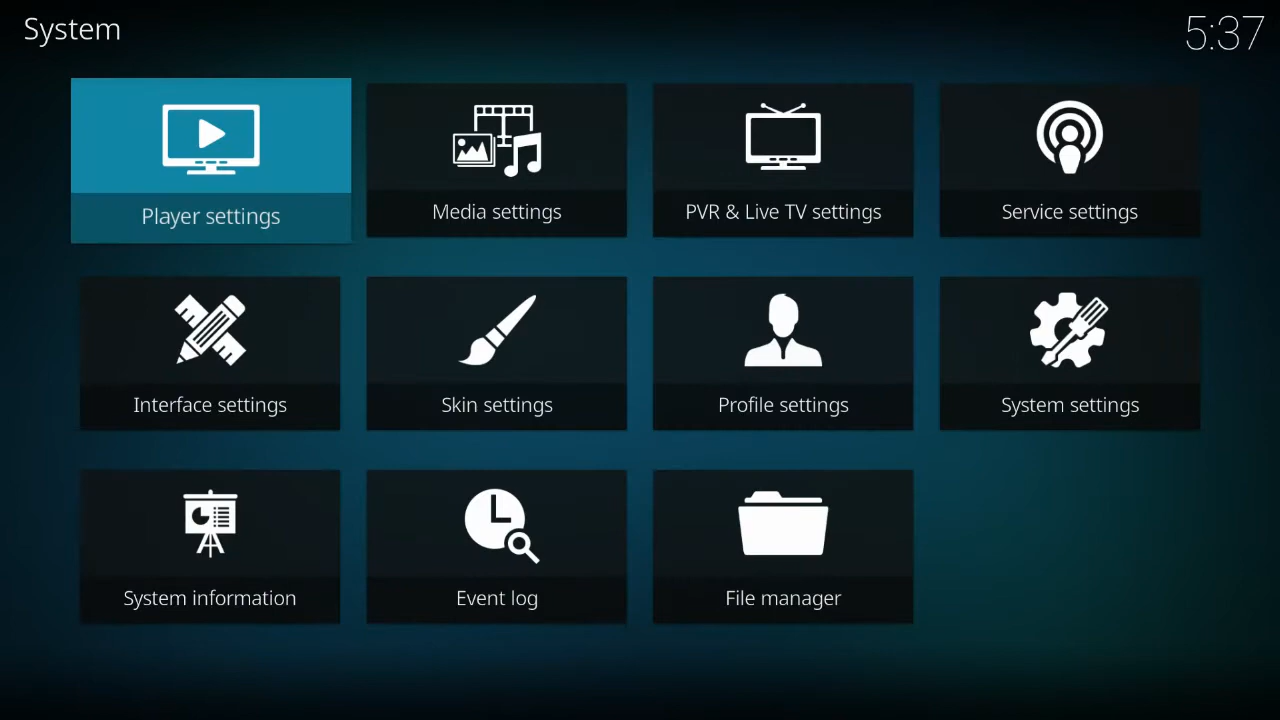 System
5:37
Player settings
Media settings
PVR & Live TV settings
Service settings
Interface settings
Skin settings
Profile settings
System settings
System information
Event log
File manager